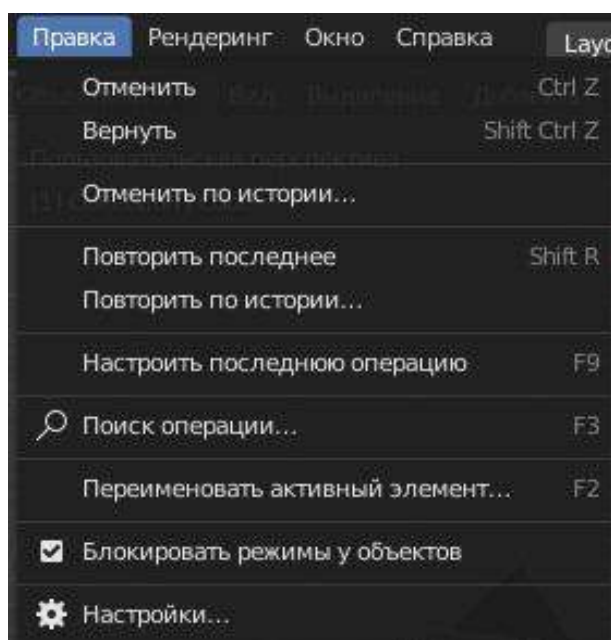 Правка Рендеринг Окно Справка Layo
Отменить Ctrl Z
Вернуть Shift Ctrl Z
Отменить по истории...
Повторить последнее Shift R
Повторить по истории...
Настроить последнюю операцию F9
Поиск операции... F3
Переименовать активный элемент... F2
Блокировать режимы у объектов
Настройки...